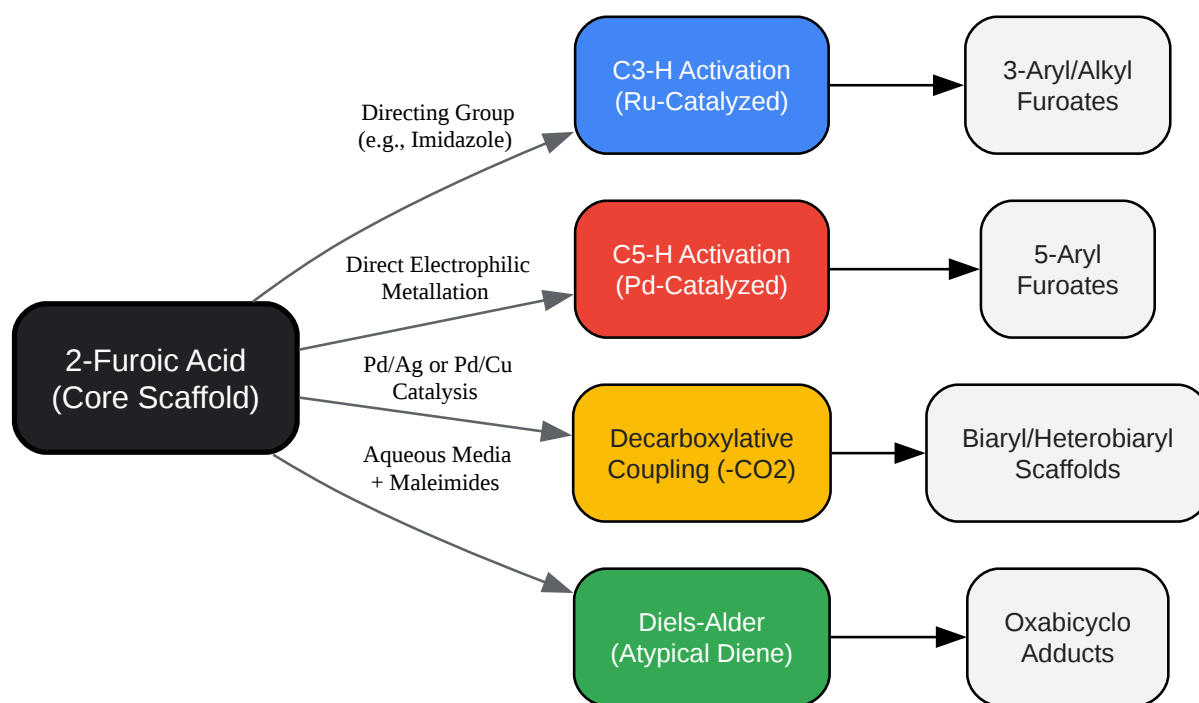 C3-H Activation
(Ru-Catalyzed)
3-Aryl/Alkyl
Furoates
Directing Group
(e.g., Imidazole)
C5-H Activation
(Pd-Catalyzed)
5-Aryl
Furoates
Direct Electrophilic
Metallation
2-Furoic Acid
(Core Scaffold)
Pd/Ag or Pd/Cu
Catalysis
Decarboxylative
Coupling (-CO2)
Biaryl/Heterobiaryl
Scaffolds
Aqueous Media
+ Maleimides
Diels-Alder
(Atypical Diene)
Oxabicyclo
Adducts